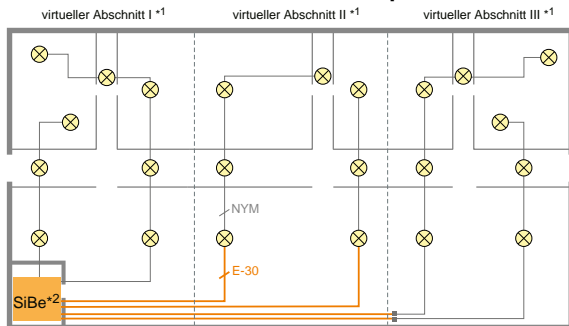 virtueller Abschnitt I *1
virtueller Abschnitt II *1
virtueller Abschnitt III *1
NYM
E-30
SiBe*2